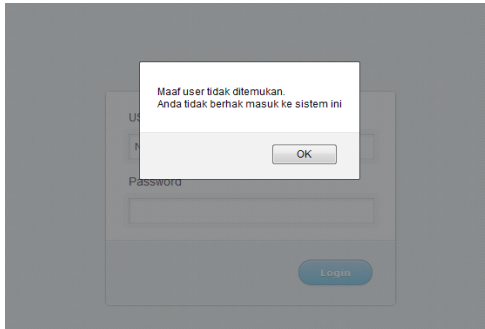 Maaf user tidak ditemukan.
Anda tidak berhak masuk ke sistem ini
OK
Password
Login